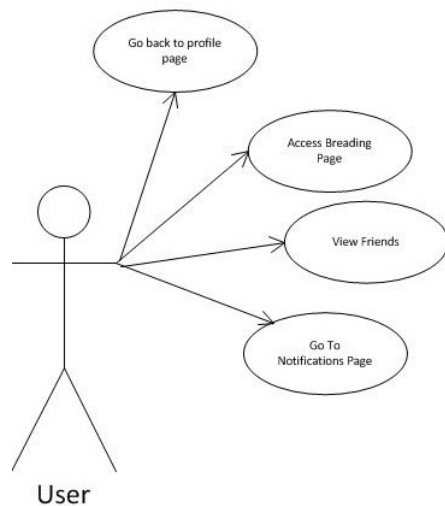 Go back to profile
page
Access Breading
Page
View Friends
Go To
Notifications Page
User